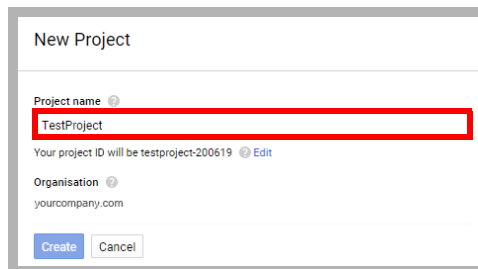 New Project
Project name
TestProject
Your project ID will be testproject-200619 Edit
Organisation
yourcompany.com
Create Cancel